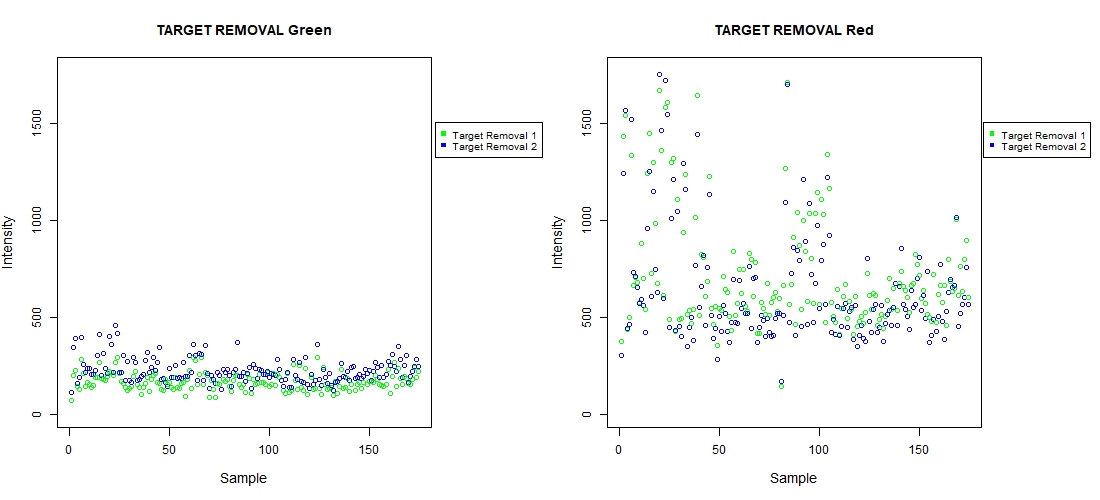 TARGET REMOVAL Green
Intensity
0
500
1000
1500
0
50
100
150
Sample
Target Removal 1
Target Removal 2
TARGET REMOVAL Red
Intensity
0
500
1000
1500
0
50
100
150
Sample
Target Removal 1
Target Removal 2